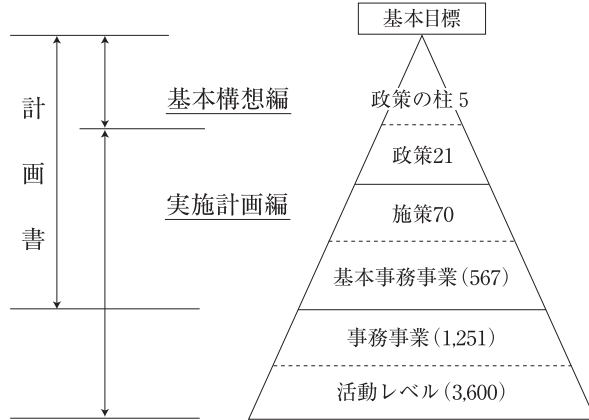 基本目標
計画書
基本構想編
実施計画編
政策の柱 5
政策21
施策70
基本事務事業(567)
事務事業(1,251)
活動レベル(3,600)